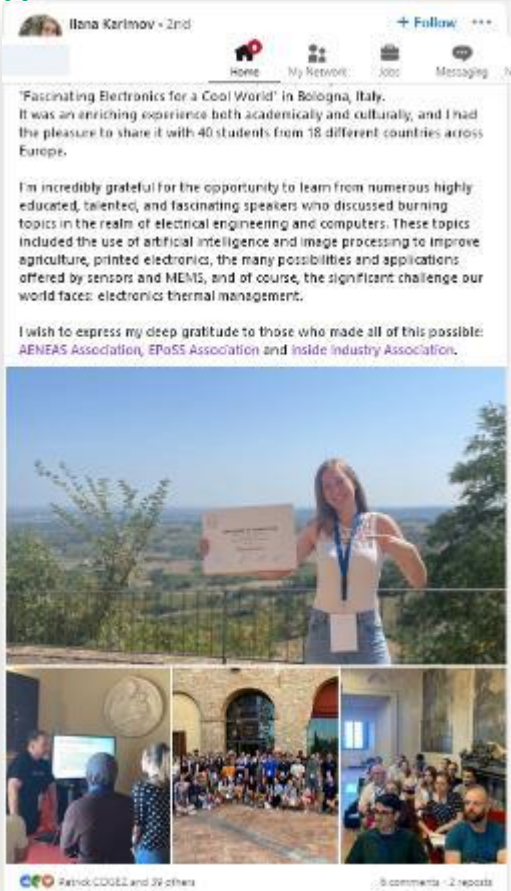 Ilana Karimov • 2nd
+ Follow
Home
My Network
Jobs
Messaging
"Fascinating Electronics for a Cool World" in Bologna, Italy.
It was an enriching experience both academically and culturally, and I had
the pleasure to share it with 40 students from 18 different countries across
Europe.
I'm incredibly grateful for the opportunity to learn from numerous highly
educated, talented, and fascinating speakers who discussed burning
topics in the realm of electrical engineering and computers. These topics
included the use of artificial intelligence and image processing to improve
agriculture, printed electronics, the many possibilities and applications
offered by sensors and MEMS, and of course, the significant challenge our
world faces: electronics thermal management.
I wish to express my deep gratitude to those who made all of this possible:
AENEAS Association, EPoSS Association and Inside Industry Association.
Patrick COGEZ and 39 others
6 comments · 2 reposts